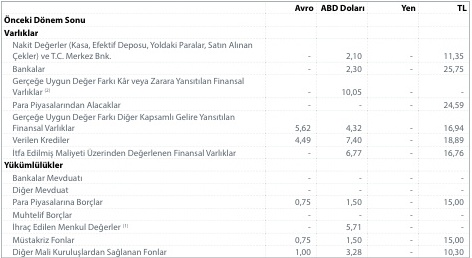 Avro ABD Doları Yen TL
Önceki Dönem Sonu
Varlıklar
Nakit Değerler (Kasa, Efektif Deposu, Yoldaki Paralar, Satın Alınan
Çekler) ve T.C. Merkez Bnk. - 2,10 - 11,35
Bankalar - 2,30 - 25,75
Gerçeğe Uygun Değer Farkı Kâr veya Zarara Yansıtılan Finansal
Varlıklar (2) - 10,05 - -
Para Piyasalarından Alacaklar - - - 24,59
Gerçeğe Uygun Değer Farkı Diğer Kapsamlı Gelire Yansıtılan
Finansal Varlıklar 5,62 4,32 - 16,94
Verilen Krediler 4,49 7,40 - 18,89
İtfa Edilmiş Maliyeti Üzerinden Değerlenen Finansal Varlıklar - 6,77 - 16,76
Yükümlülükler
Bankalar Mevduatı - - - -
Diğer Mevduat - - - -
Para Piyasalarına Borçlar 0,75 1,50 - 15,00
Muhtelif Borçlar - - - -
İhraç Edilen Menkul Değerler (1) - 5,71 - -
Müstakriz Fonlar 0,75 1,50 - 15,00
Diğer Mali Kuruluşlardan Sağlanan Fonlar 1,00 3,28 - 10,30